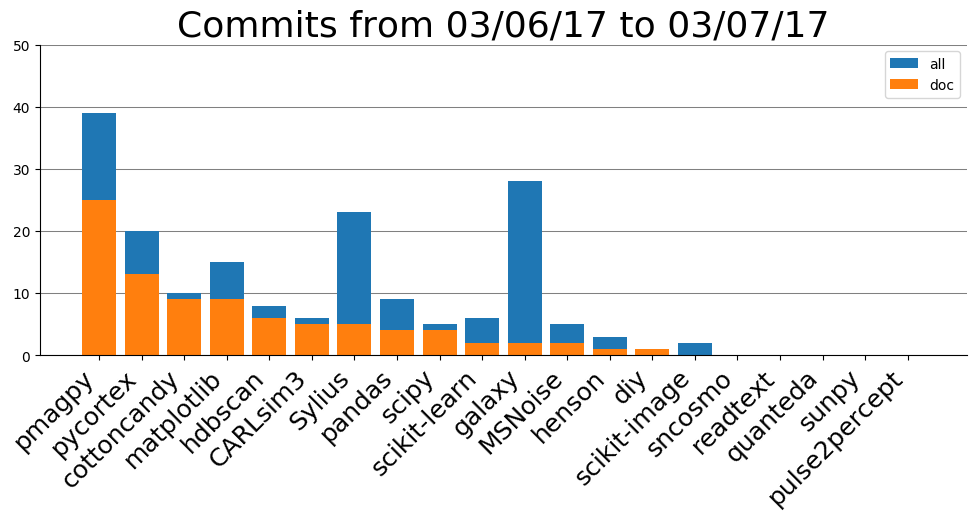 Commits from 03/06/17 to 03/07/17
50
40
30
20
10
0
all
doc
pmagpy
pycortex
cottoncandy
matplotlib
hdbscan
CARLsim3
Sylius
pandas
scipy
scikit-learn
galaxy
MSNoise
henson
diy
scikit-image
sncosmo
readtext
quanteda
sunpy
pulse2percept